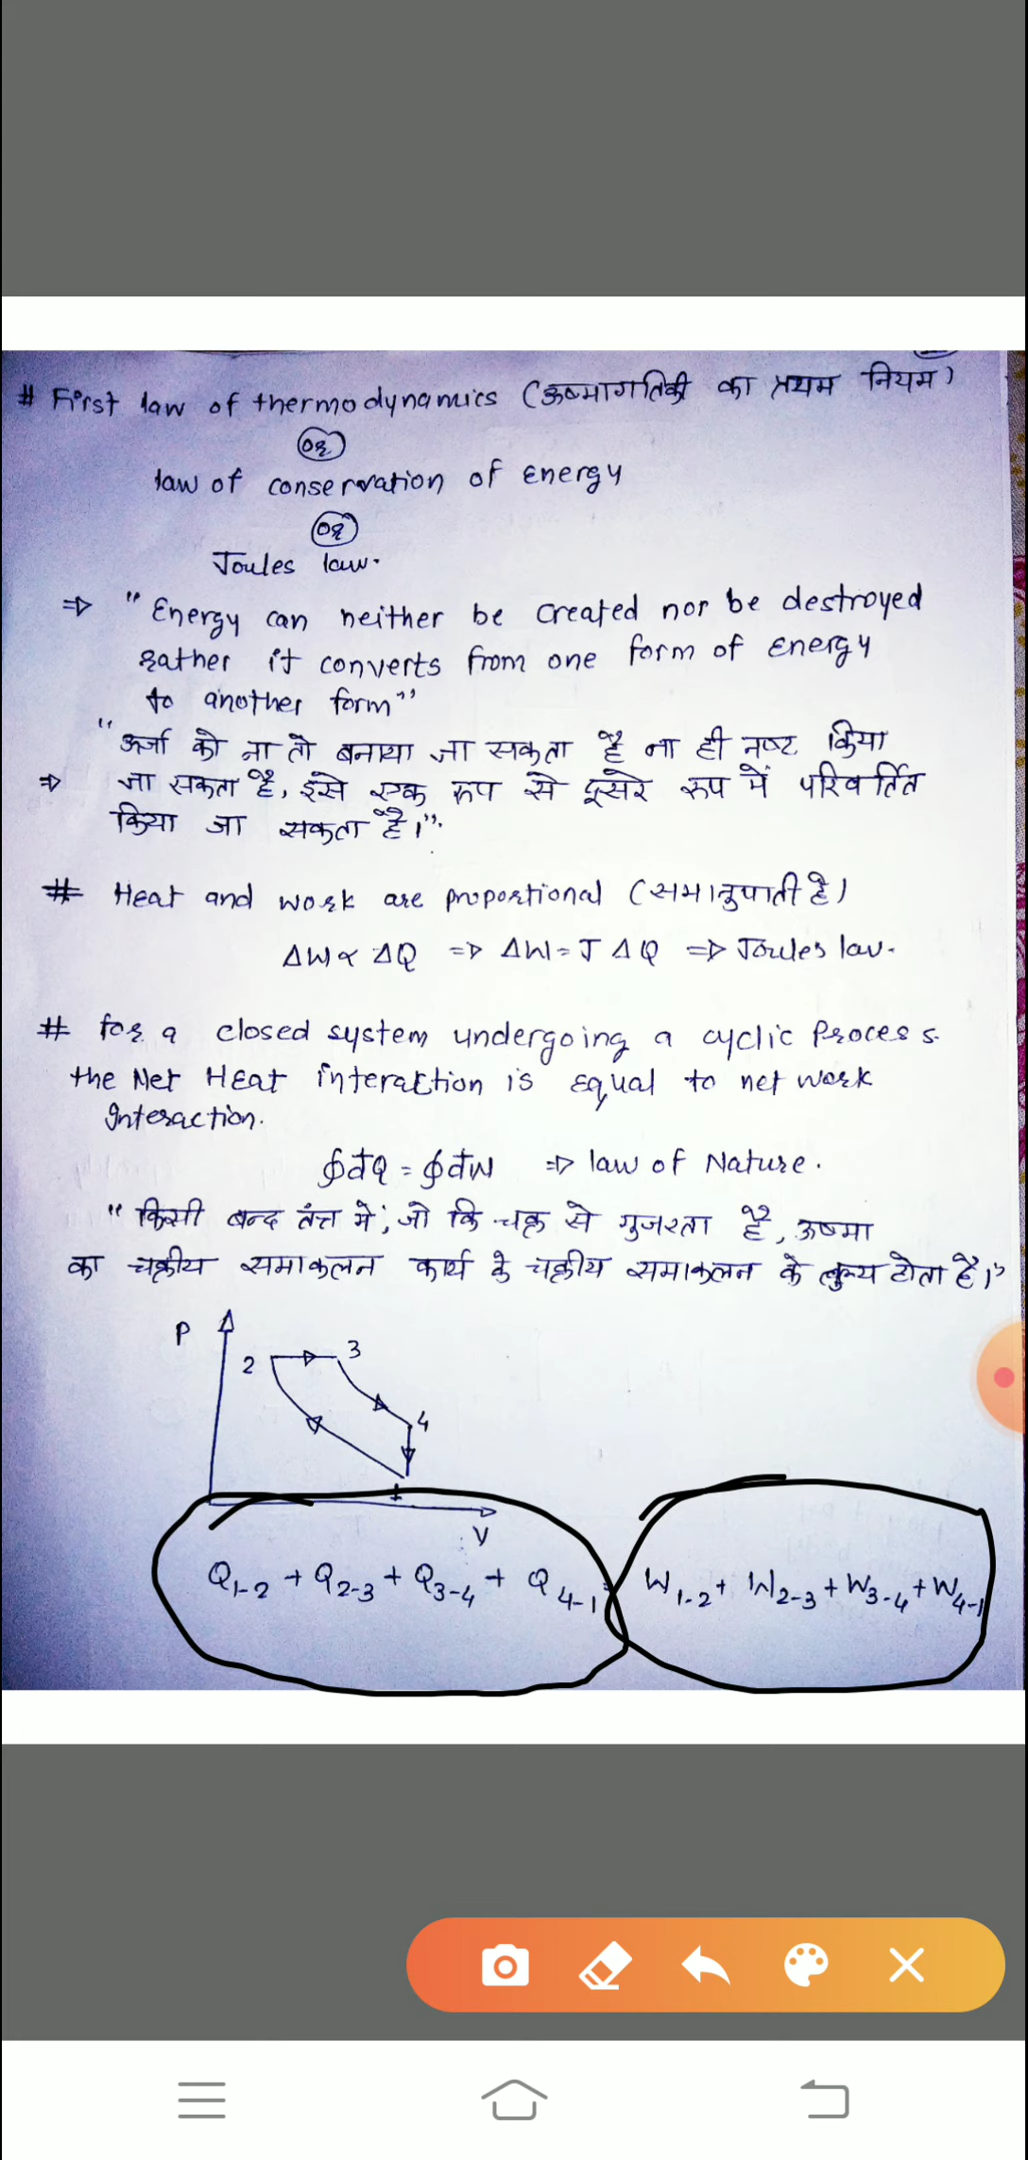 # First law of thermodynamics (ऊष्मागतिकी का प्रथम नियम)
OR
law of conservation of Energy
OR
Joules law.
⇒ "Energy can neither be created nor be destroyed
rather it converts from one form of energy
to another form"
"ऊर्जा को ना तो बनाया जा सकता है ना ही नष्ट किया
⇒ जा सकता है, इसे एक रूप से दूसरे रूप में परिवर्तित
किया जा सकता है।".
# Heat and work are proportional (समानुपाती है)
ΔW ∝ ΔQ ⇒ ΔW = J ΔQ ⇒ Joules law.
# for a closed system undergoing a cyclic Process.
the Net HEat interaction is Equal to net work
Interaction.
∮đQ = ∮đW ⇒ law of Nature.
"किसी बन्द तंत्र मे, जो कि चक्र से गुजरता है, ऊष्मा
का चक्रीय समाकलन कार्य के चक्रीय समाकलन के तुल्य होता है।"
P
2 3
4
1
V
Q1-2 + Q2-3 + Q3-4 + Q4-1 = W1-2 + W2-3 + W3-4 + W4-1